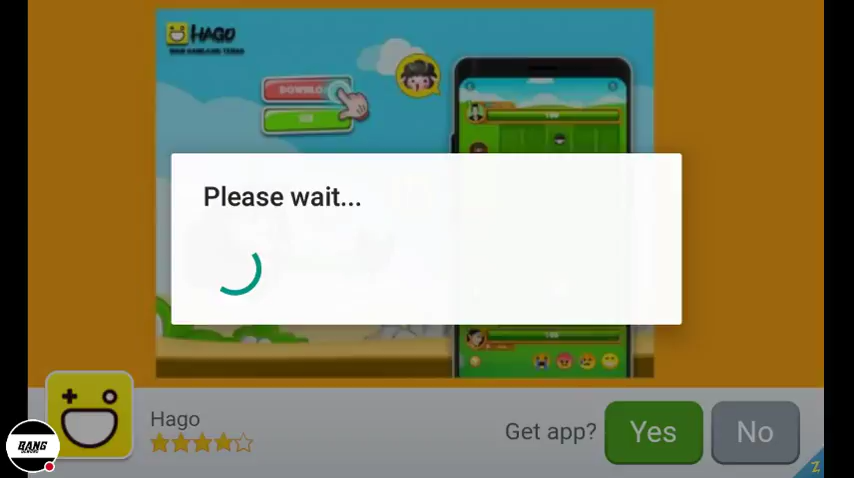 HAGO
Please wait...
Hago
Get app?
Yes
No
BANG